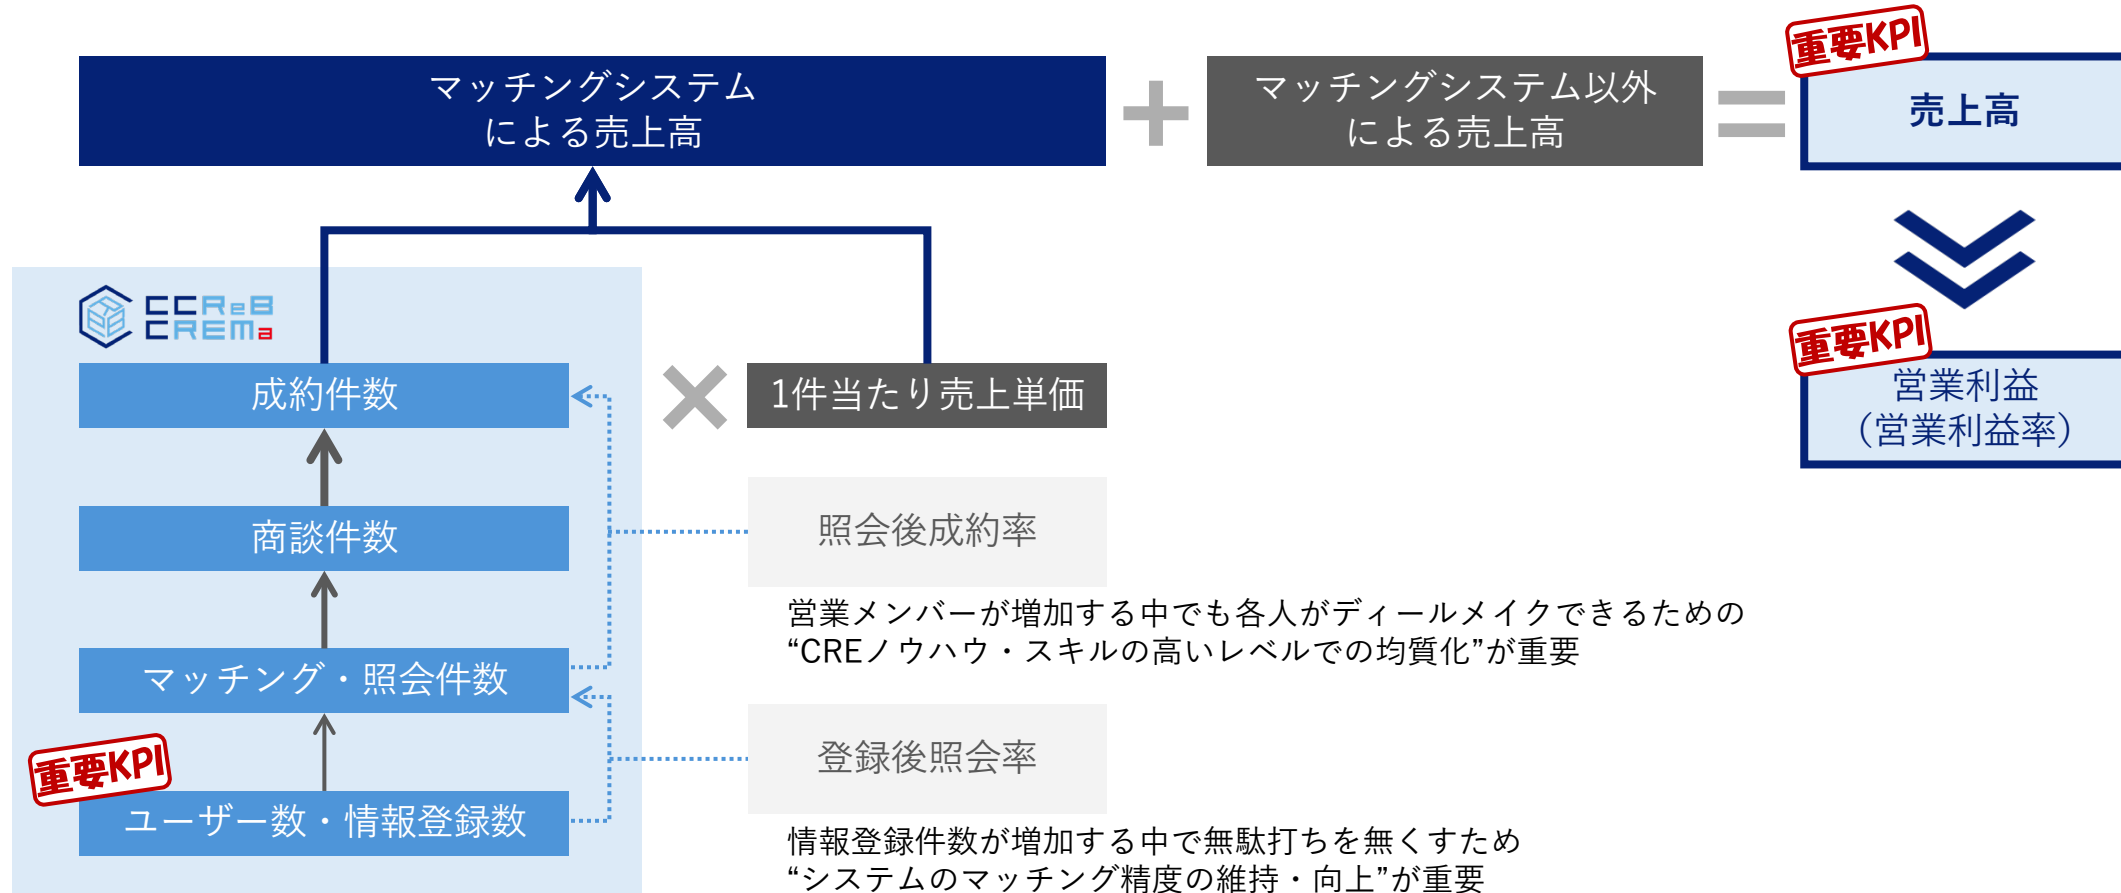 マッチングシステム
による売上高
マッチングシステム以外
による売上高
重要KPI
売上高
CCReB
CREMa
成約件数
1件当たり売上単価
重要KPI
営業利益
（営業利益率）
商談件数
照会後成約率
営業メンバーが増加する中でも各人がディールメイクできるための
“CREノウハウ・スキルの高いレベルでの均質化”が重要
マッチング・照会件数
登録後照会率
重要KPI
ユーザー数・情報登録数
情報登録件数が増加する中で無駄打ちを無くすため
“システムのマッチング精度の維持・向上”が重要